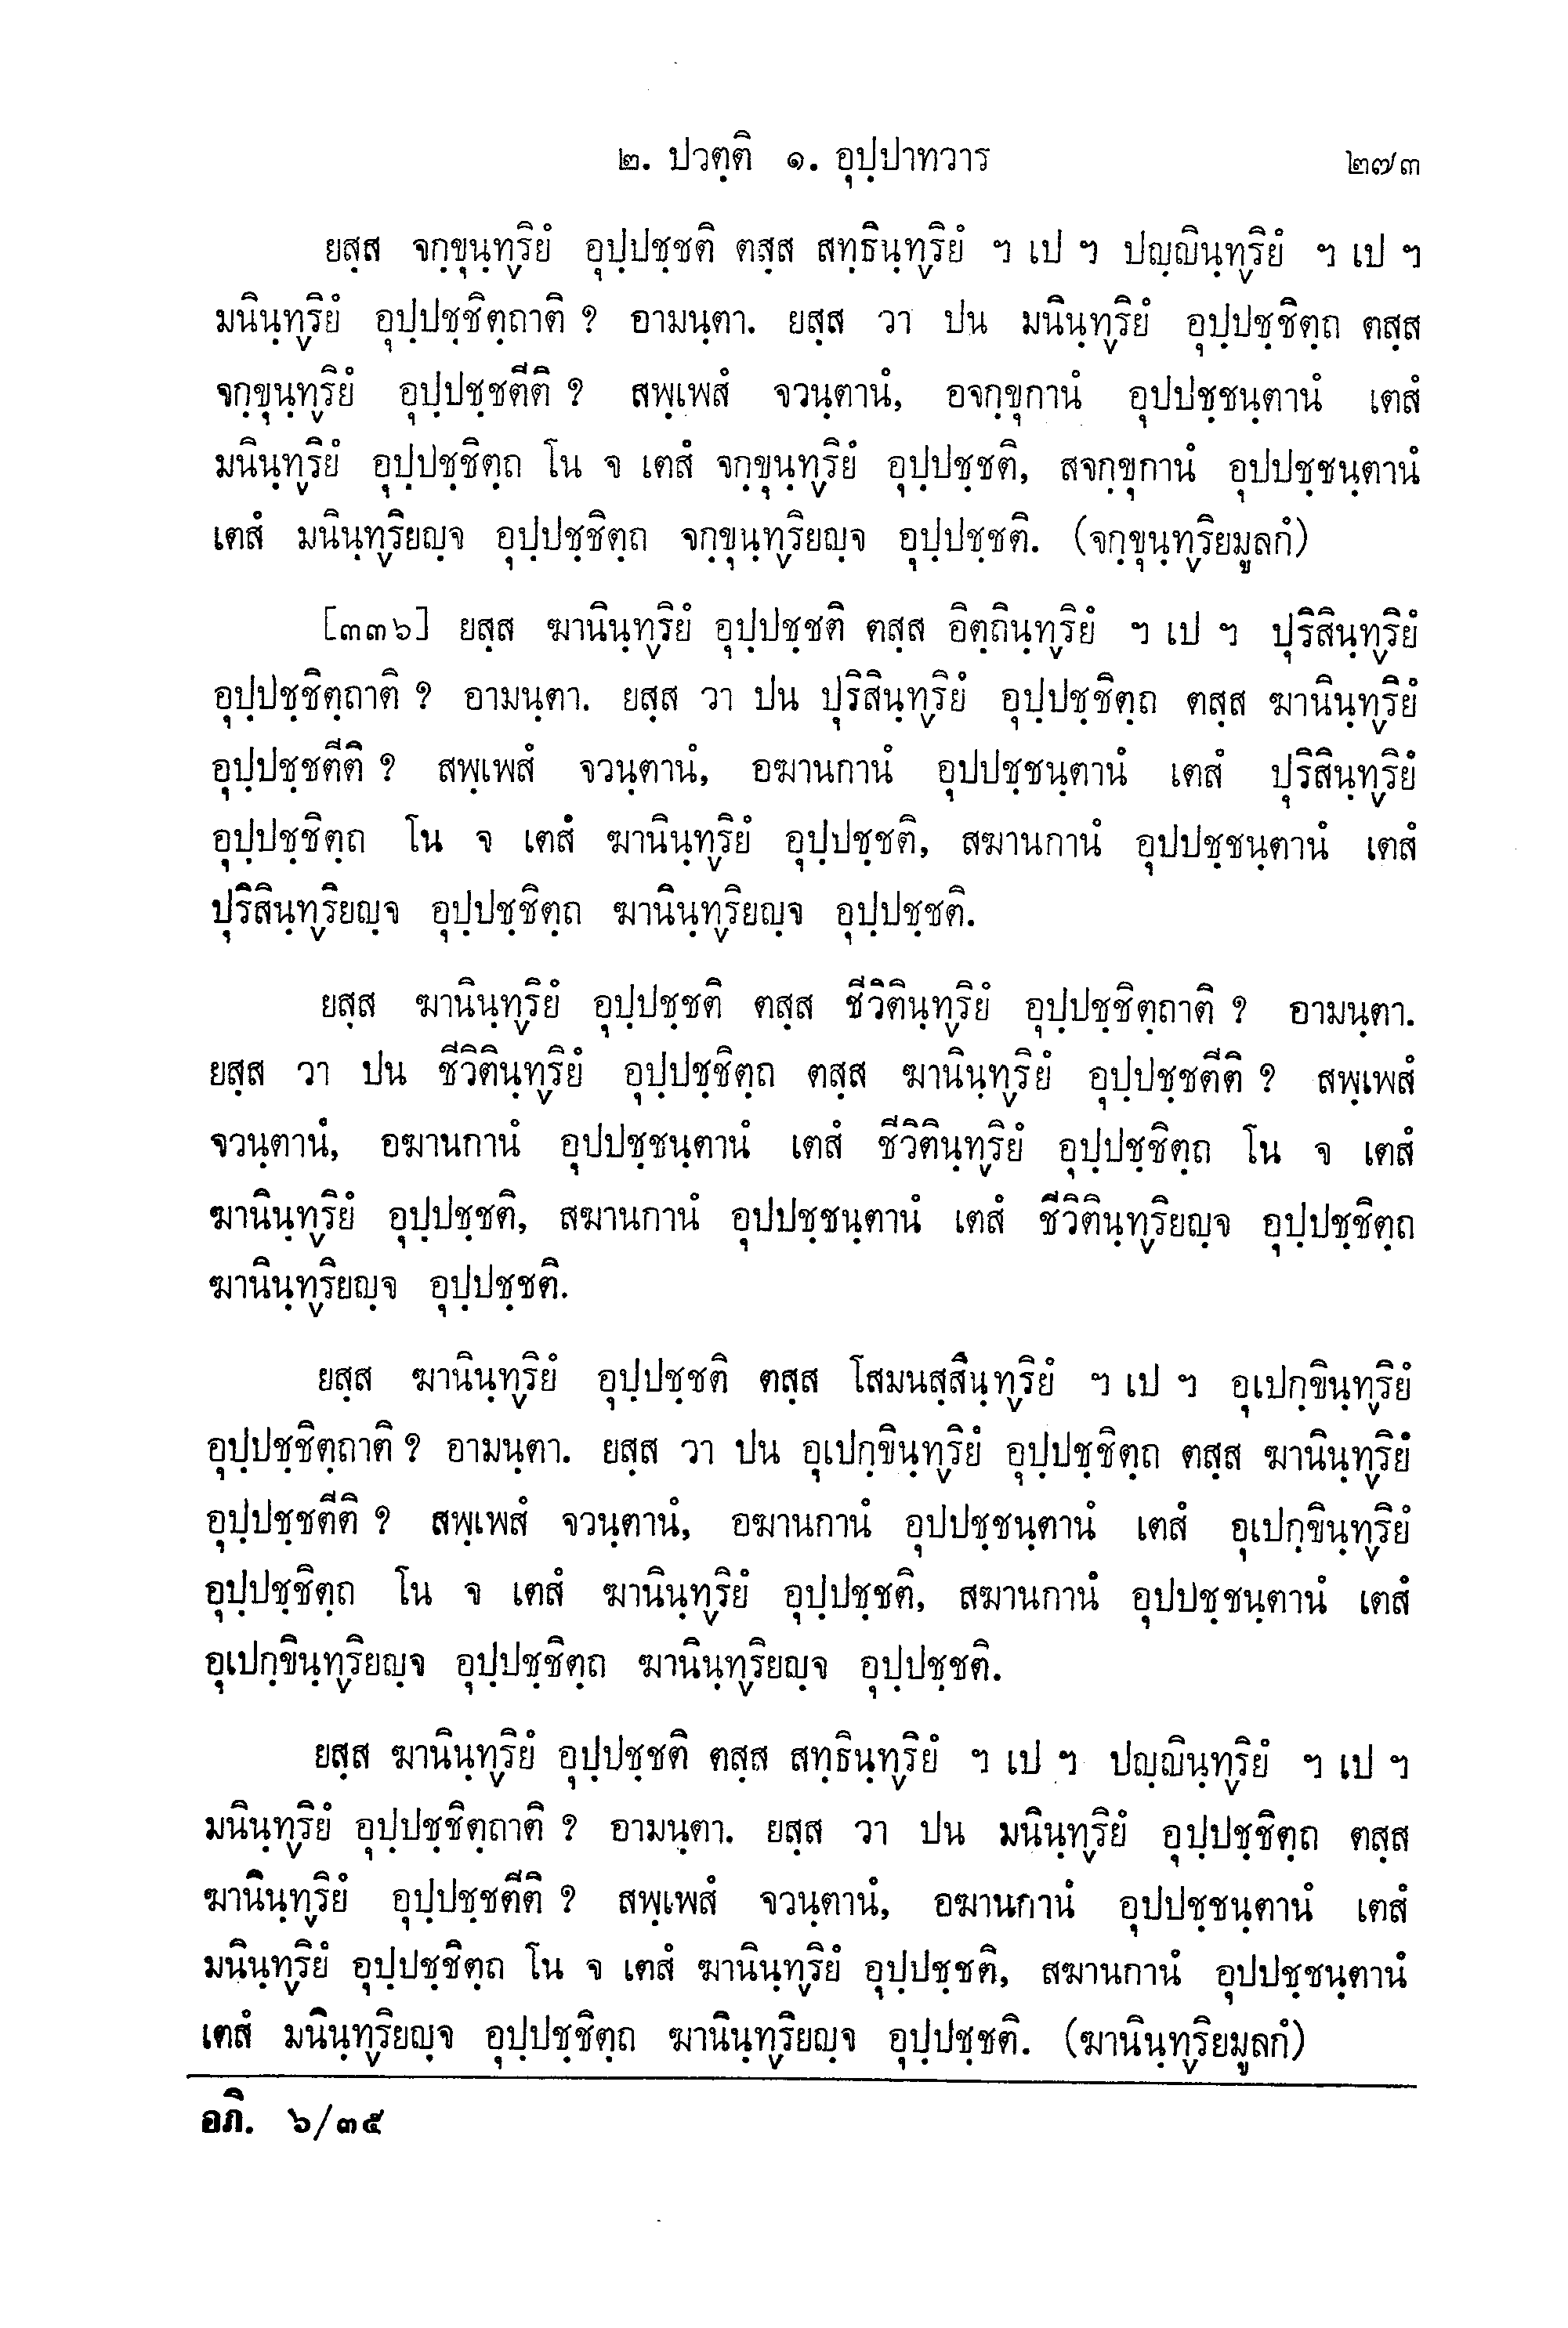 ๒. ปวตฺติ ๑. อุปฺปาทวาร ๒๗๓
ยสฺส จกฺขุนฺทฺริยํ อุปฺปชฺชติ ตสฺส สทฺธินฺทฺริยํ ฯ เป ฯ ปญฺญินฺทฺริยํ ฯ เป ฯ
มนินฺทฺริยํ อุปฺปชฺชิตฺถาติ ? อามนฺตา. ยสฺส วา ปน มนินฺทฺริยํ อุปฺปชฺชิตฺถ ตสฺส
จกฺขุนฺทฺริยํ อุปฺปชฺชตีติ ? สพฺเพสํ จวนฺตานํ, อจกฺขุกานํ อุปปชฺชนฺตานํ เตสํ
มนินฺทฺริยํ อุปฺปชฺชิตฺถ โน จ เตสํ จกฺขุนฺทฺริยํ อุปฺปชฺชติ, สจกฺขุกานํ อุปปชฺชนฺตานํ
เตสํ มนินฺทฺริยญฺจ อุปฺปชฺชิตฺถ จกฺขุนฺทฺริยญฺจ อุปฺปชฺชติ. (จกฺขุนฺทฺริยมูลกํ)
[๓๓๖] ยสฺส ฆานินฺทฺริยํ อุปฺปชฺชติ ตสฺส อิตฺถินฺทฺริยํ ฯ เป ฯ ปุริสินฺทฺริยํ
อุปฺปชฺชิตฺถาติ ? อามนฺตา. ยสฺส วา ปน ปุริสินฺทฺริยํ อุปฺปชฺชิตฺถ ตสฺส ฆานินฺทฺริยํ
อุปฺปชฺชตีติ ? สพฺเพสํ จวนฺตานํ, อฆานกานํ อุปปชฺชนฺตานํ เตสํ ปุริสินฺทฺริยํ
อุปฺปชฺชิตฺถ โน จ เตสํ ฆานินฺทฺริยํ อุปฺปชฺชติ, สฆานกานํ อุปปชฺชนฺตานํ เตสํ
ปุริสินฺทฺริยญฺจ อุปฺปชฺชิตฺถ ฆานินฺทฺริยญฺจ อุปฺปชฺชติ.
ยสฺส ฆานินฺทฺริยํ อุปฺปชฺชติ ตสฺส ชีวิตินฺทฺริยํ อุปฺปชฺชิตฺถาติ ? อามนฺตา.
ยสฺส วา ปน ชีวิตินฺทฺริยํ อุปฺปชฺชิตฺถ ตสฺส ฆานินฺทฺริยํ อุปฺปชฺชตีติ ? สพฺเพสํ
จวนฺตานํ, อฆานกานํ อุปปชฺชนฺตานํ เตสํ ชีวิตินฺทฺริยํ อุปฺปชฺชิตฺถ โน จ เตสํ
ฆานินฺทฺริยํ อุปฺปชฺชติ, สฆานกานํ อุปปชฺชนฺตานํ เตสํ ชีวิตินฺทฺริยญฺจ อุปฺปชฺชิตฺถ
ฆานินฺทฺริยญฺจ อุปฺปชฺชติ.
ยสฺส ฆานินฺทฺริยํ อุปฺปชฺชติ ตสฺส โสมนสฺสินฺทฺริยํ ฯ เป ฯ อุเปกฺขินฺทฺริยํ
อุปฺปชฺชิตฺถาติ ? อามนฺตา. ยสฺส วา ปน อุเปกฺขินฺทฺริยํ อุปฺปชฺชิตฺถ ตสฺส ฆานินฺทฺริยํ
อุปฺปชฺชตีติ ? สพฺเพสํ จวนฺตานํ, อฆานกานํ อุปปชฺชนฺตานํ เตสํ อุเปกฺขินฺทฺริยํ
อุปฺปชฺชิตฺถ โน จ เตสํ ฆานินฺทฺริยํ อุปฺปชฺชติ, สฆานกานํ อุปปชฺชนฺตานํ เตสํ
อุเปกฺขินฺทฺริยญฺจ อุปฺปชฺชิตฺถ ฆานินฺทฺริยญฺจ อุปฺปชฺชติ.
ยสฺส ฆานินฺทฺริยํ อุปฺปชฺชติ ตสฺส สทฺธินฺทฺริยํ ฯ เป ฯ ปญฺญินฺทฺริยํ ฯ เป ฯ
มนินฺทฺริยํ อุปฺปชฺชิตฺถาติ ? อามนฺตา. ยสฺส วา ปน มนินฺทฺริยํ อุปฺปชฺชิตฺถ ตสฺส
ฆานินฺทฺริยํ อุปฺปชฺชตีติ ? สพฺเพสํ จวนฺตานํ, อฆานกานํ อุปปชฺชนฺตานํ เตสํ
มนินฺทฺริยํ อุปฺปชฺชิตฺถ โน จ เตสํ ฆานินฺทฺริยํ อุปฺปชฺชติ, สฆานกานํ อุปปชฺชนฺตานํ
เตสํ มนินฺทฺริยญฺจ อุปฺปชฺชิตฺถ ฆานินฺทฺริยญฺจ อุปฺปชฺชติ. (ฆานินฺทฺริยมูลกํ)
อภิ. ๖/๓๕